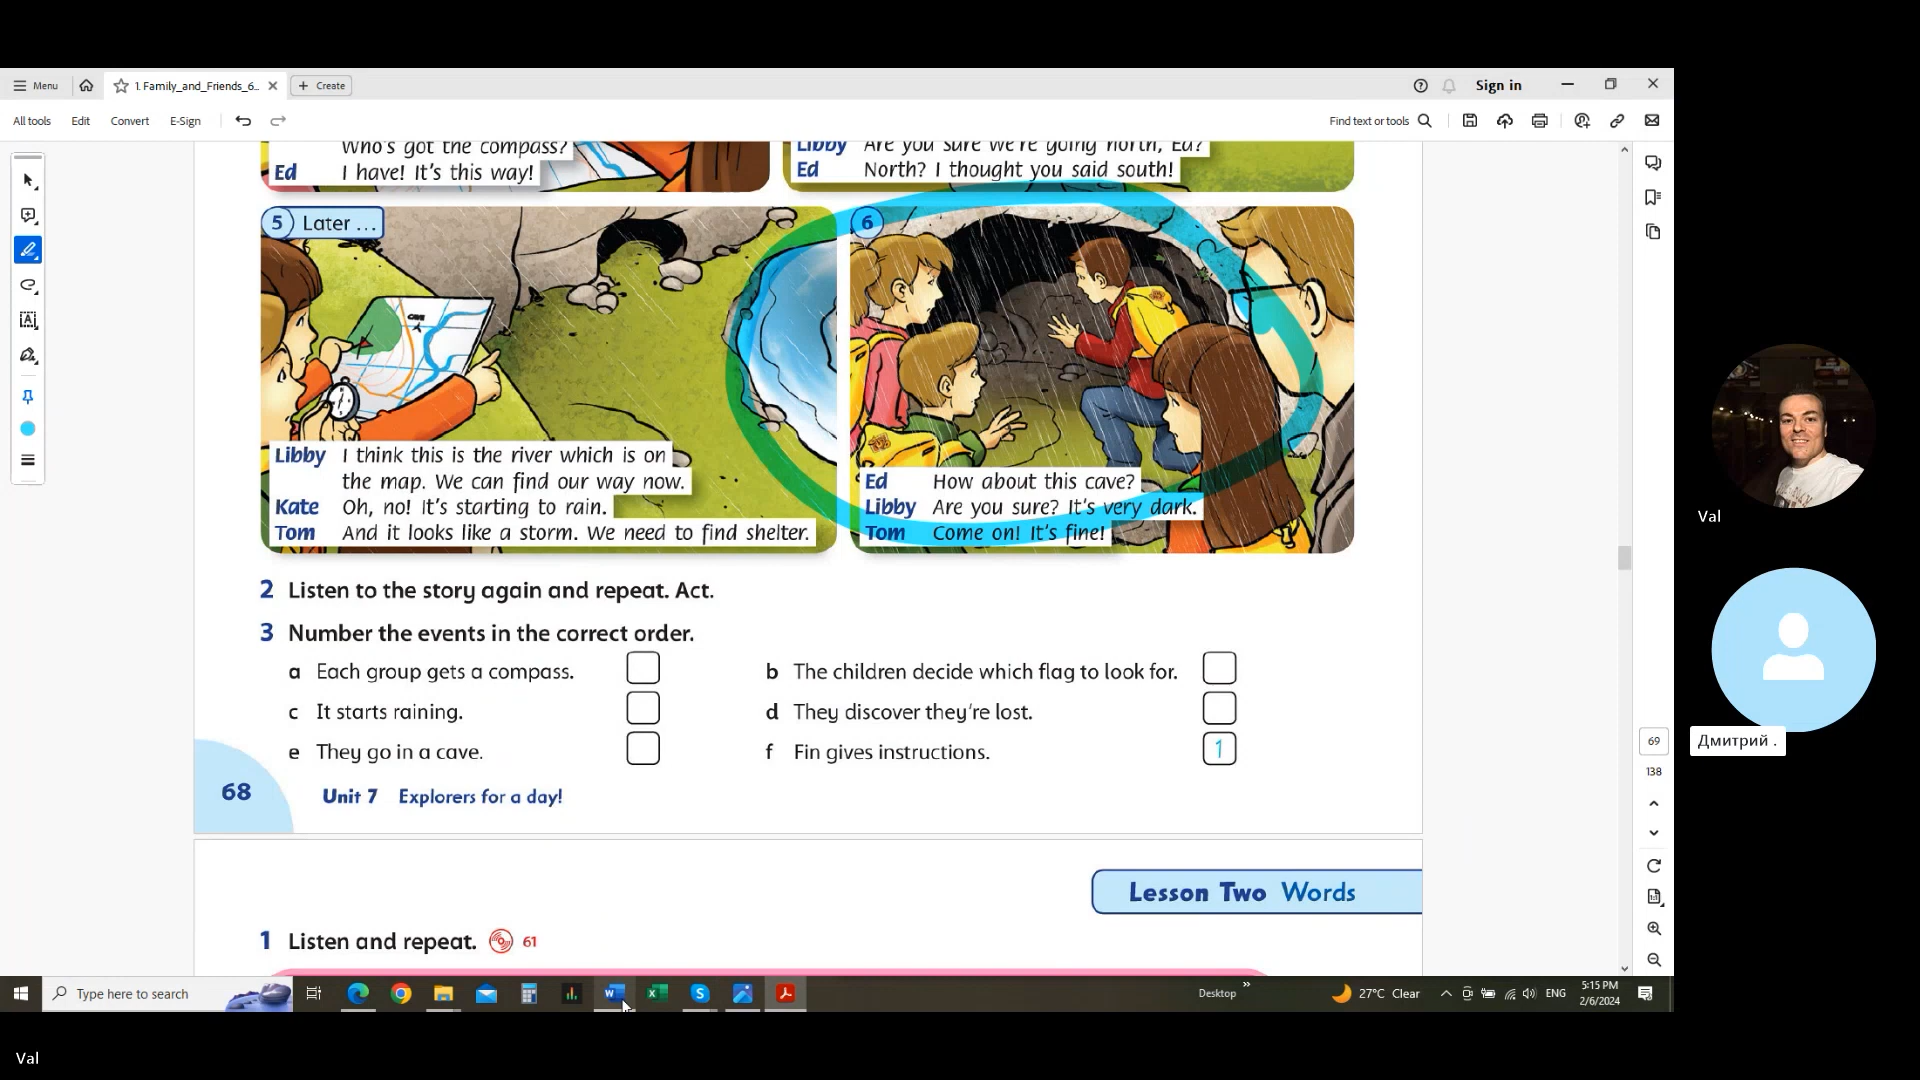 Menu
1. Family_and_Friends_6...
Create
Sign in
All tools
Edit
Convert
E-Sign
Find text or tools
Who's got the compass?
Ed I have! It's this way!
Libby Are you sure we're going north, Ed?
Ed North? I thought you said south!
5 Later ...
CAVE
Libby I think this is the river which is on
the map. We can find our way now.
Kate Oh, no! It's starting to rain.
Tom And it looks like a storm. We need to find shelter.
6
Ed How about this cave?
Libby Are you sure? It's very dark.
Tom Come on! It's fine!
2 Listen to the story again and repeat. Act.
3 Number the events in the correct order.
a Each group gets a compass.
b The children decide which flag to look for.
c It starts raining.
d They discover they're lost.
e They go in a cave.
f Fin gives instructions. 1
68 Unit 7 Explorers for a day!
Lesson Two Words
1 Listen and repeat. 61
69
138
Type here to search
Desktop
27°C Clear
ENG
5:15 PM
2/6/2024
Val
Дмитрий .
Val